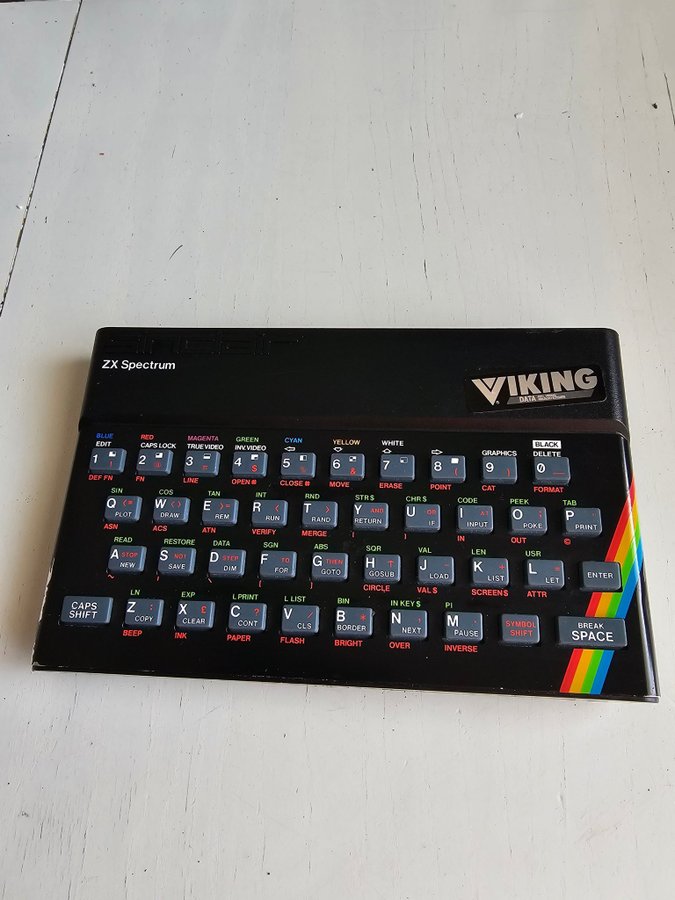 sinclair
ZX Spectrum
VIKING
DATA
BLUE RED MAGENTA GREEN CYAN YELLOW WHITE BLACK
EDIT CAPS LOCK TRUE VIDEO INV. VIDEO GRAPHICS DELETE
1 ! 2 @ 3 4 $ 5 % 6 & 7 8 ( 9 ) 0
DEF FN FN LINE OPEN # CLOSE # MOVE ERASE POINT CAT FORMAT
SIN COS TAN INT RND STR $ CHR $ CODE PEEK TAB
Q <= PLOT W <> DRAW E >= REM R < RUN T > RAND Y AND RETURN U OR IF I AT INPUT O ; POKE P PRINT
ASN ACS ATN VERIFY MERGE [ ] IN OUT ©
READ RESTORE DATA SGN ABS SQR VAL LEN USR
A STOP NEW S NOT SAVE D STEP DIM F TO FOR G THEN GOTO H ↑ GOSUB J - LOAD K + LIST L = LET ENTER
~ | \ { } CIRCLE VAL $ SCREEN $ ATTR
LN EXP L PRINT L LIST BIN IN KEY $ PI
CAPS SHIFT Z : COPY X £ CLEAR C ? CONT V / CLS B * BORDER N , NEXT M . PAUSE SYMBOL SHIFT BREAK SPACE
BEEP INK PAPER FLASH BRIGHT OVER INVERSE